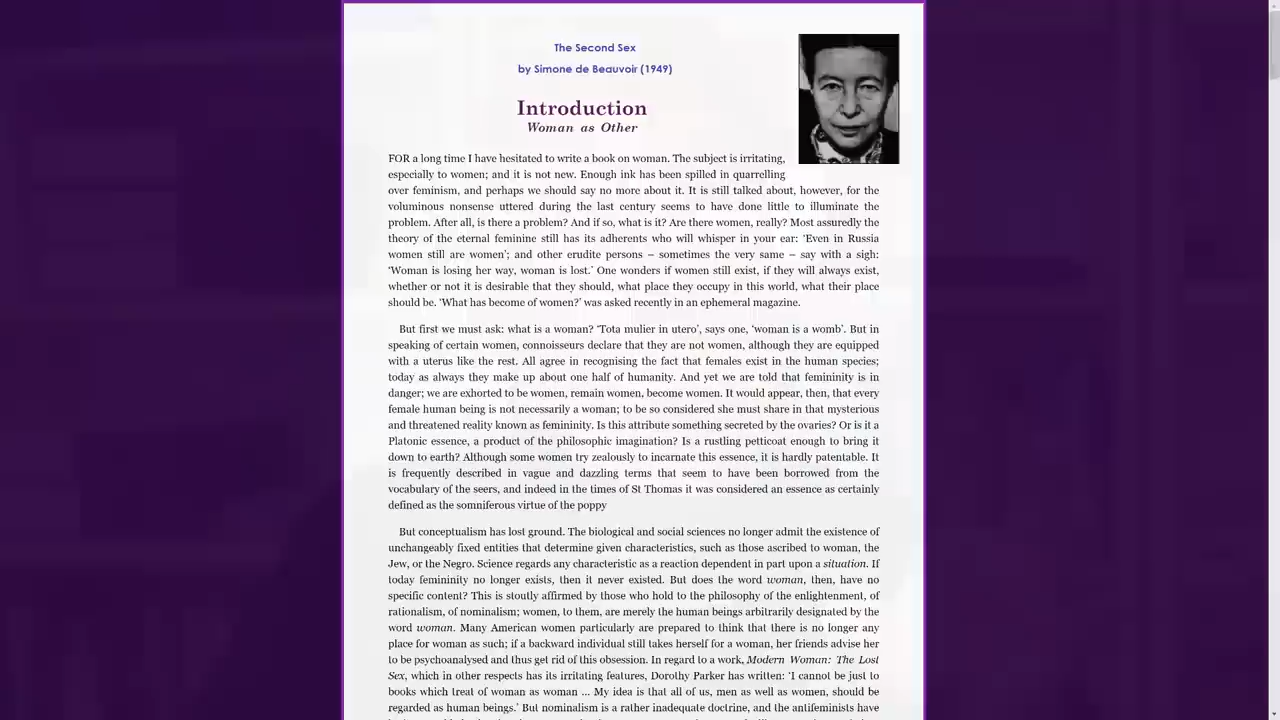 The Second Sex
by Simone de Beauvoir (1949)
Introduction
Woman as Other
FOR a long time I have hesitated to write a book on woman. The subject is irritating,
especially to women; and it is not new. Enough ink has been spilled in quarrelling
over feminism, and perhaps we should say no more about it. It is still talked about, however, for the
voluminous nonsense uttered during the last century seems to have done little to illuminate the
problem. After all, is there a problem? And if so, what is it? Are there women, really? Most assuredly the
theory of the eternal feminine still has its adherents who will whisper in your ear: ‘Even in Russia
women still are women’; and other erudite persons – sometimes the very same – say with a sigh:
‘Woman is losing her way, woman is lost.’ One wonders if women still exist, if they will always exist,
whether or not it is desirable that they should, what place they occupy in this world, what their place
should be. ‘What has become of women?’ was asked recently in an ephemeral magazine.
But first we must ask: what is a woman? ‘Tota mulier in utero’, says one, ‘woman is a womb’. But in
speaking of certain women, connoisseurs declare that they are not women, although they are equipped
with a uterus like the rest. All agree in recognising the fact that females exist in the human species;
today as always they make up about one half of humanity. And yet we are told that femininity is in
danger; we are exhorted to be women, remain women, become women. It would appear, then, that every
female human being is not necessarily a woman; to be so considered she must share in that mysterious
and threatened reality known as femininity. Is this attribute something secreted by the ovaries? Or is it a
Platonic essence, a product of the philosophic imagination? Is a rustling petticoat enough to bring it
down to earth? Although some women try zealously to incarnate this essence, it is hardly patentable. It
is frequently described in vague and dazzling terms that seem to have been borrowed from the
vocabulary of the seers, and indeed in the times of St Thomas it was considered an essence as certainly
defined as the somniferous virtue of the poppy
But conceptualism has lost ground. The biological and social sciences no longer admit the existence of
unchangeably fixed entities that determine given characteristics, such as those ascribed to woman, the
Jew, or the Negro. Science regards any characteristic as a reaction dependent in part upon a situation. If
today femininity no longer exists, then it never existed. But does the word woman, then, have no
specific content? This is stoutly affirmed by those who hold to the philosophy of the enlightenment, of
rationalism, of nominalism; women, to them, are merely the human beings arbitrarily designated by the
word woman. Many American women particularly are prepared to think that there is no longer any
place for woman as such; if a backward individual still takes herself for a woman, her friends advise her
to be psychoanalysed and thus get rid of this obsession. In regard to a work, Modern Woman: The Lost
Sex, which in other respects has its irritating features, Dorothy Parker has written: ‘I cannot be just to
books which treat of woman as woman ... My idea is that all of us, men as well as women, should be
regarded as human beings.’ But nominalism is a rather inadequate doctrine, and the antifeminists have